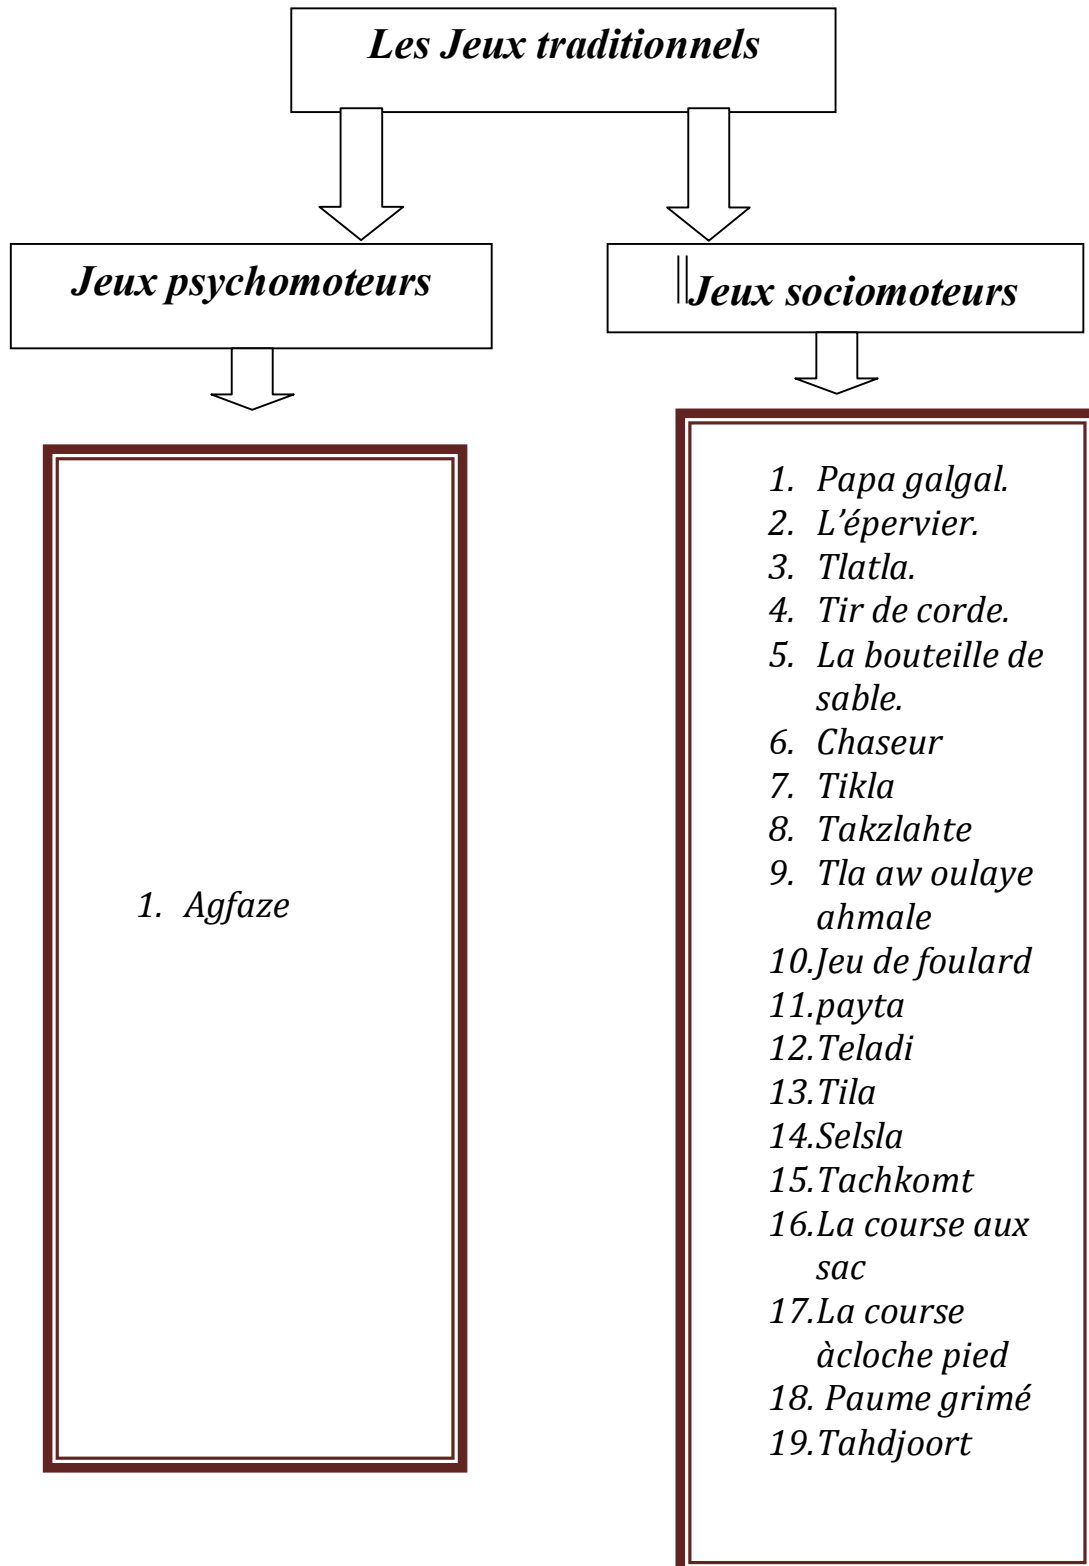 Les Jeux traditionnels
Jeux psychomoteurs
Jeux sociomoteurs
1. Agfaze
1. Papa galgal.
2. L’épervier.
3. Tlatla.
4. Tir de corde.
5. La bouteille de
sable.
6. Chaseur
7. Tikla
8. Takzlahte
9. Tla aw oulaye
ahmale
10.Jeu de foulard
11.payta
12.Teladi
13.Tila
14.Selsla
15.Tachkomt
16.La course aux
sac
17.La course
àcloche pied
18. Paume grimé
19.Tahdjoort